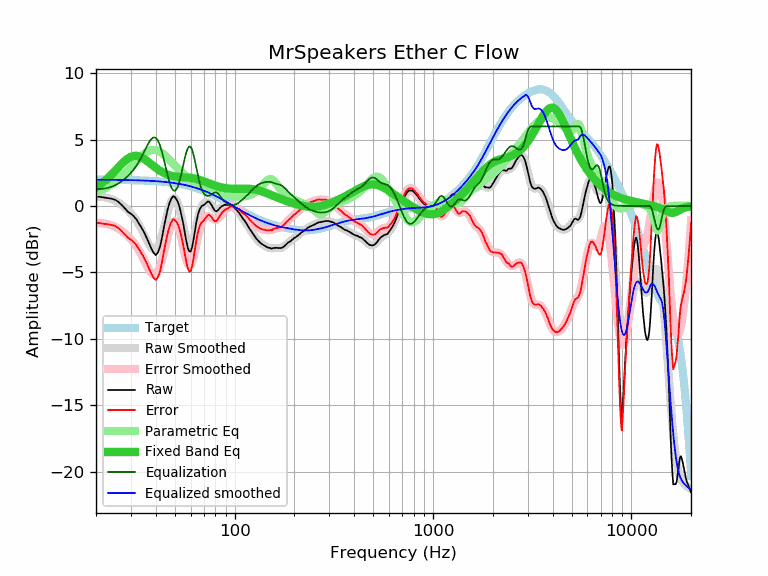 MrSpeakers Ether C Flow
10
5
0
−5
−10
−15
−20
Amplitude (dBr)
Target
Raw Smoothed
Error Smoothed
Raw
Error
Parametric Eq
Fixed Band Eq
Equalization
Equalized smoothed
100
1000
10000
Frequency (Hz)